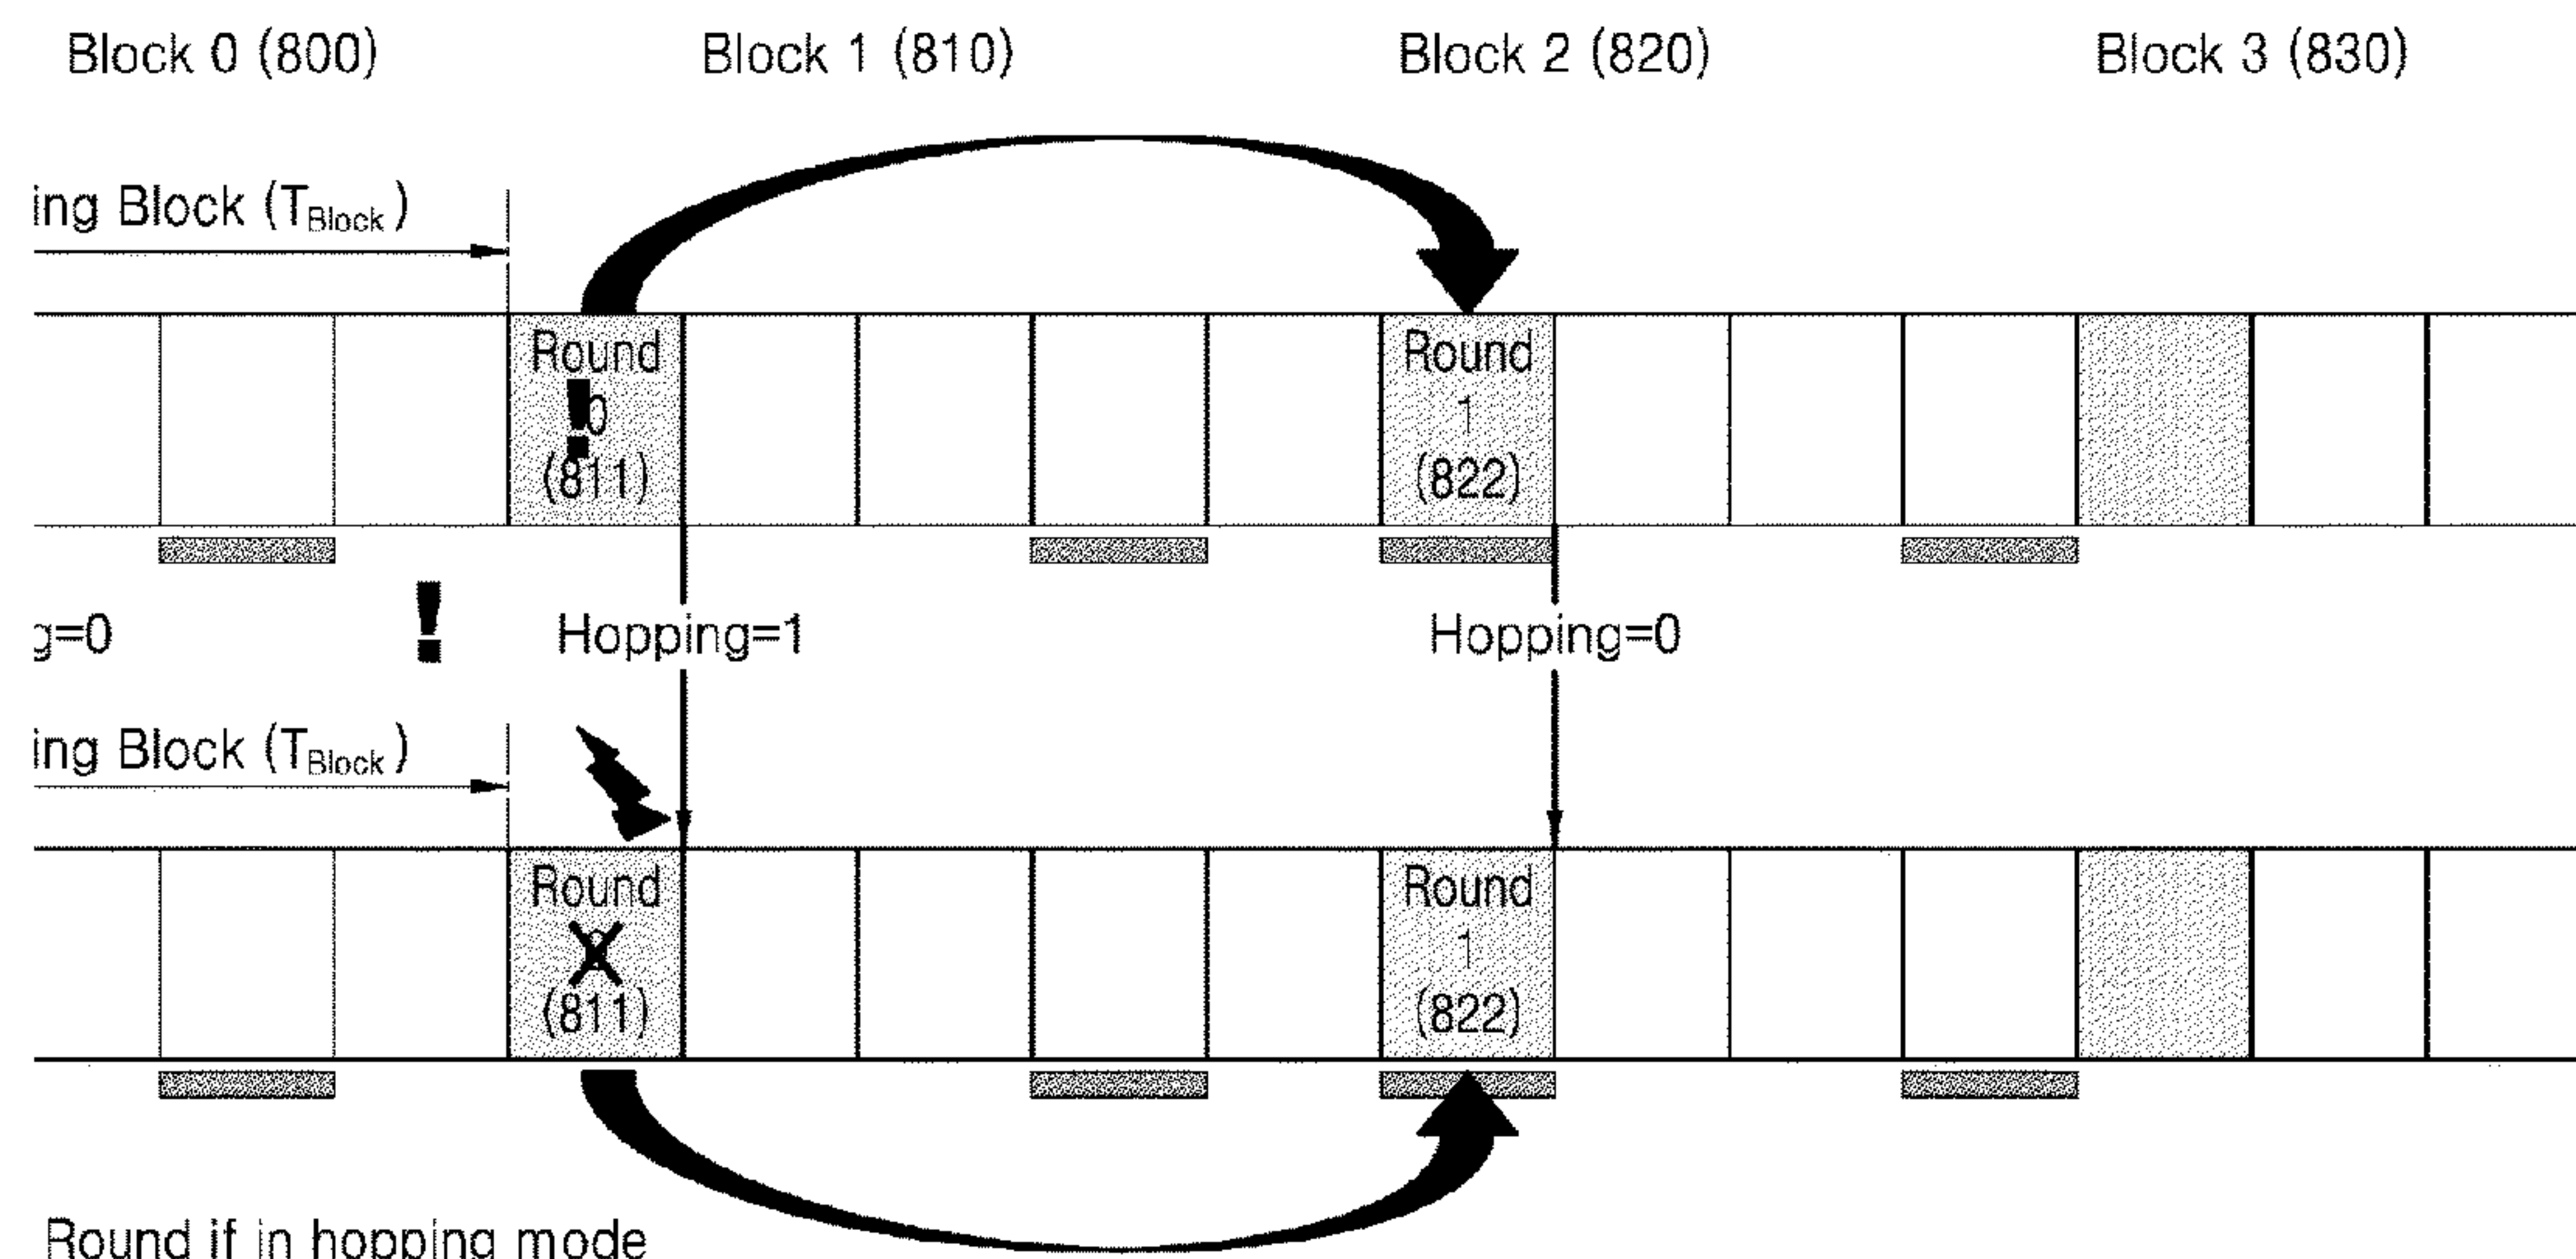 Block 0 (800) Block 1 (810) Block 2 (820) Block 3 (830)
ing Block (TBlock)
Round Round
!0 1
(811) (822)
g=0 ! Hopping=1 Hopping=0
ing Block (TBlock)
Round Round
1
(811) (822)
Round if in hopping mode